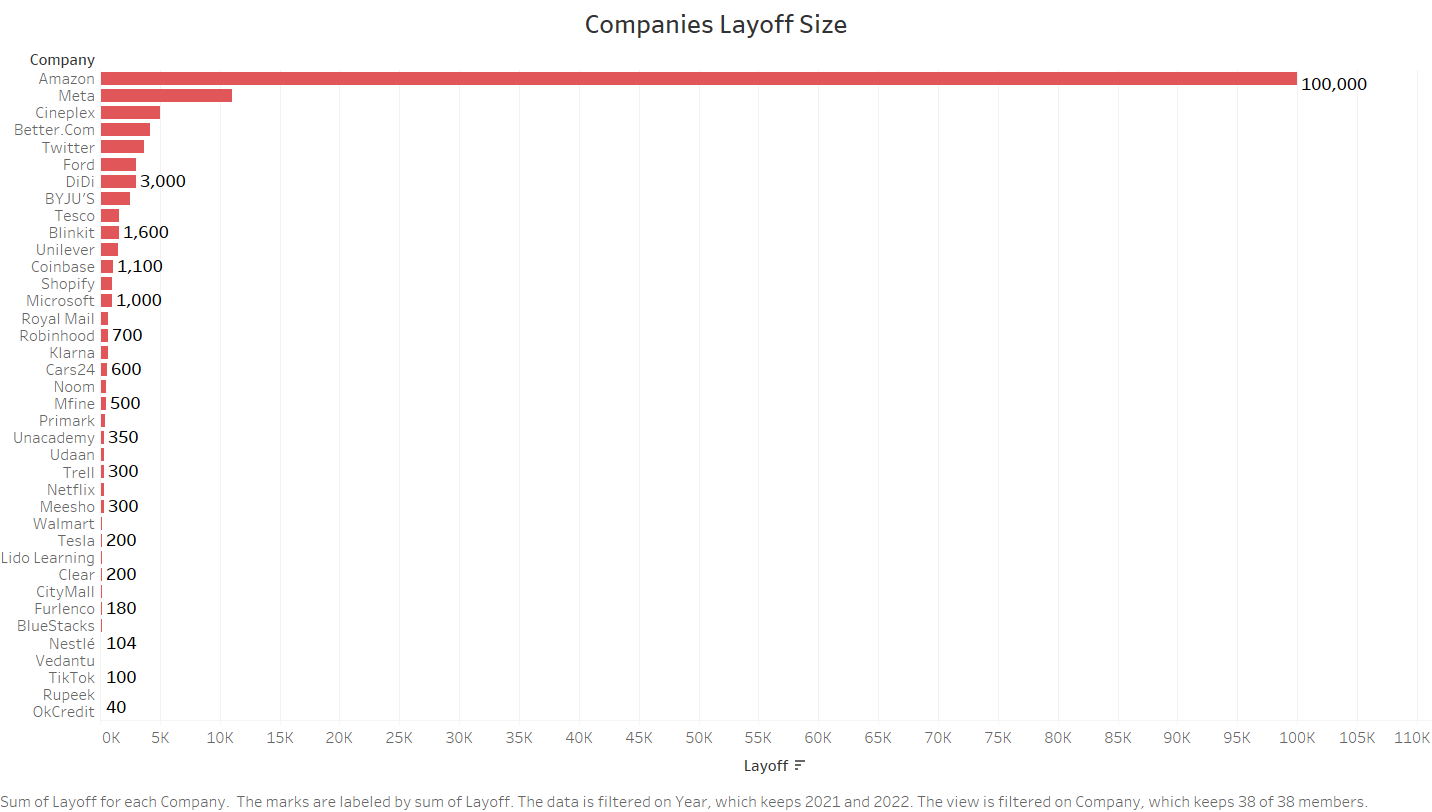 Companies Layoff Size
Company
Amazon 100,000
Meta
Cineplex
Better.Com
Twitter
Ford
DiDi 3,000
BYJU'S
Tesco
Blinkit 1,600
Unilever
Coinbase 1,100
Shopify
Microsoft 1,000
Royal Mail
Robinhood 700
Klarna
Cars24 600
Noom
Mfine 500
Primark
Unacademy 350
Udaan
Trell 300
Netflix
Meesho 300
Walmart
Tesla 200
Lido Learning
Clear 200
CityMall
Furlenco 180
BlueStacks
Nestlé 104
Vedantu
TikTok 100
Rupeek
OkCredit 40
0K 5K 10K 15K 20K 25K 30K 35K 40K 45K 50K 55K 60K 65K 70K 75K 80K 85K 90K 95K 100K 105K 110K
Layoff
Sum of Layoff for each Company. The marks are labeled by sum of Layoff. The data is filtered on Year, which keeps 2021 and 2022. The view is filtered on Company, which keeps 38 of 38 members.